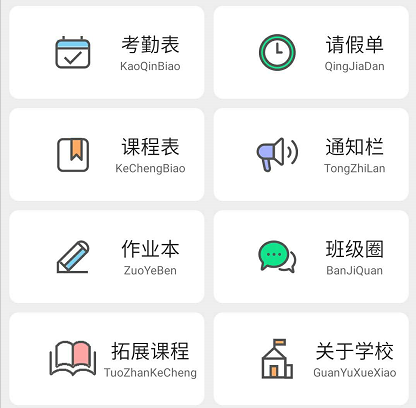 考勤表
KaoQinBiao
请假单
QingJiaDan
课程表
KeChengBiao
通知栏
TongZhiLan
作业本
ZuoYeBen
班级圈
BanJiQuan
拓展课程
TuoZhanKeCheng
关于学校
GuanYuXueXiao